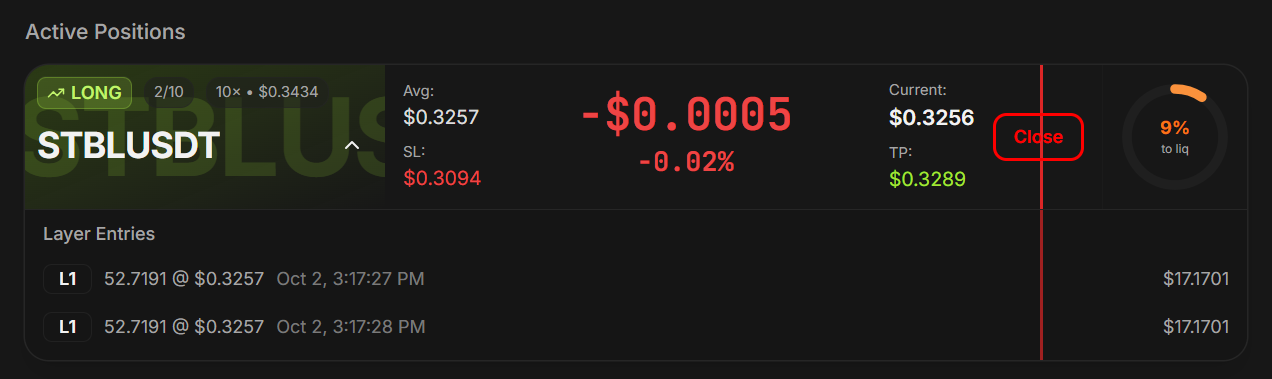 Active Positions
LONG 2/10 10× • $0.3434
STBLUSDT
STBLUS
Avg:
$0.3257
SL:
$0.3094
-$0.0005
-0.02%
Current:
$0.3256
TP:
$0.3289
Close
9%
to liq
Layer Entries
L1 52.7191 @ $0.3257 Oct 2, 3:17:27 PM $17.1701
L1 52.7191 @ $0.3257 Oct 2, 3:17:28 PM $17.1701